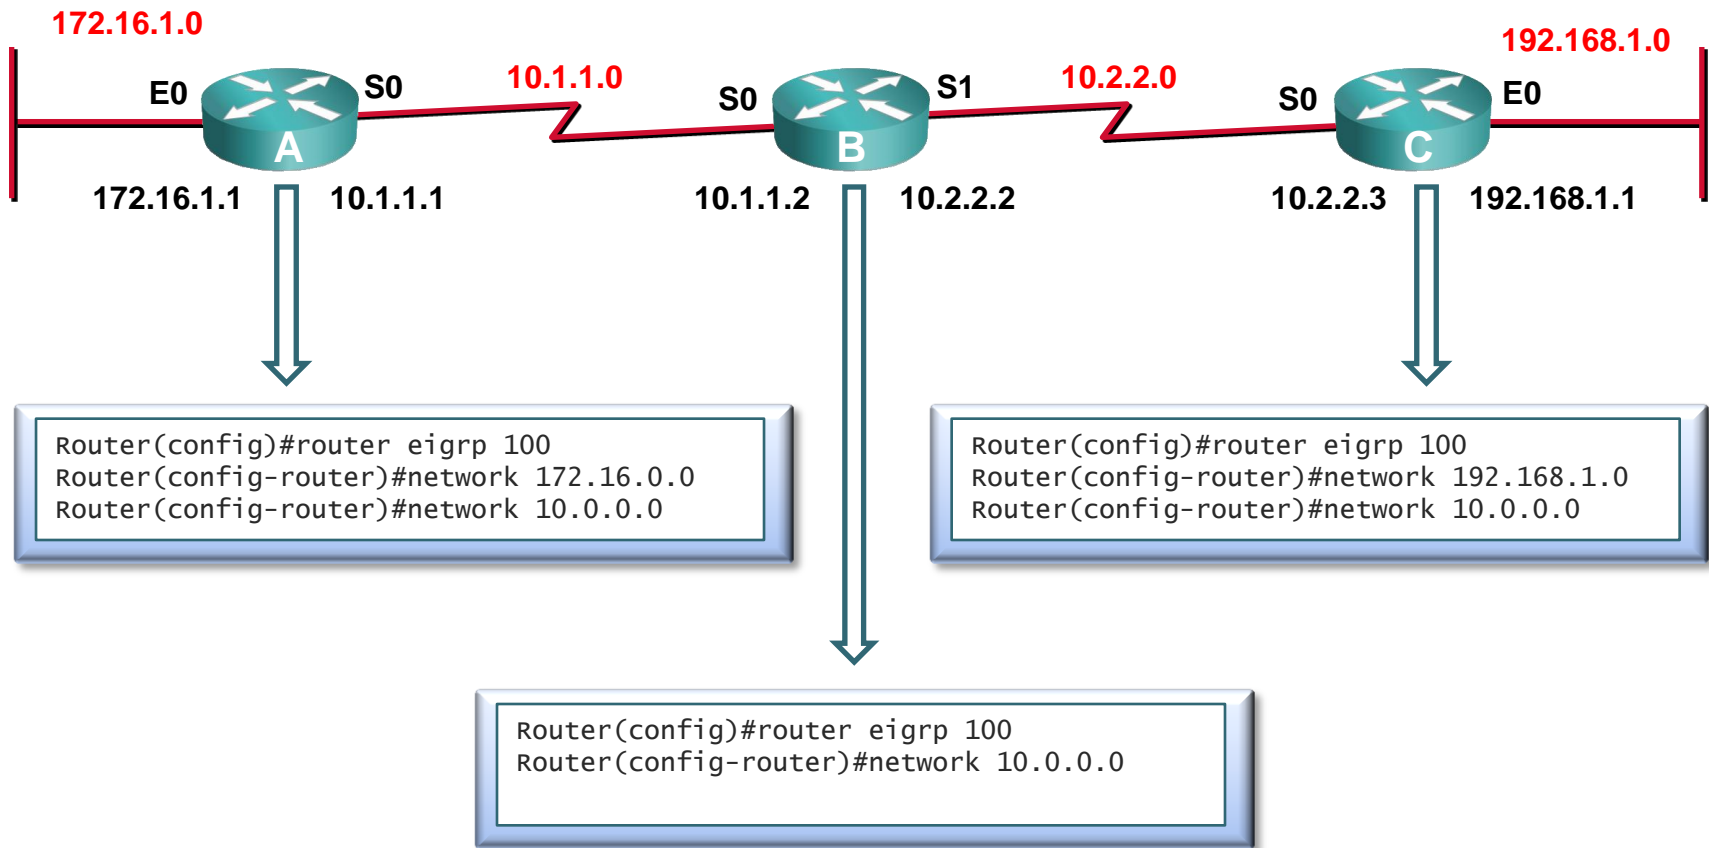 172.16.1.0
192.168.1.0
10.1.1.0
10.2.2.0
E0
S0
S0
S1
S0
E0
A
B
C
172.16.1.1
10.1.1.1
10.1.1.2
10.2.2.2
10.2.2.3
192.168.1.1
Router(config)#router eigrp 100
Router(config-router)#network 172.16.0.0
Router(config-router)#network 10.0.0.0
Router(config)#router eigrp 100
Router(config-router)#network 192.168.1.0
Router(config-router)#network 10.0.0.0
Router(config)#router eigrp 100
Router(config-router)#network 10.0.0.0